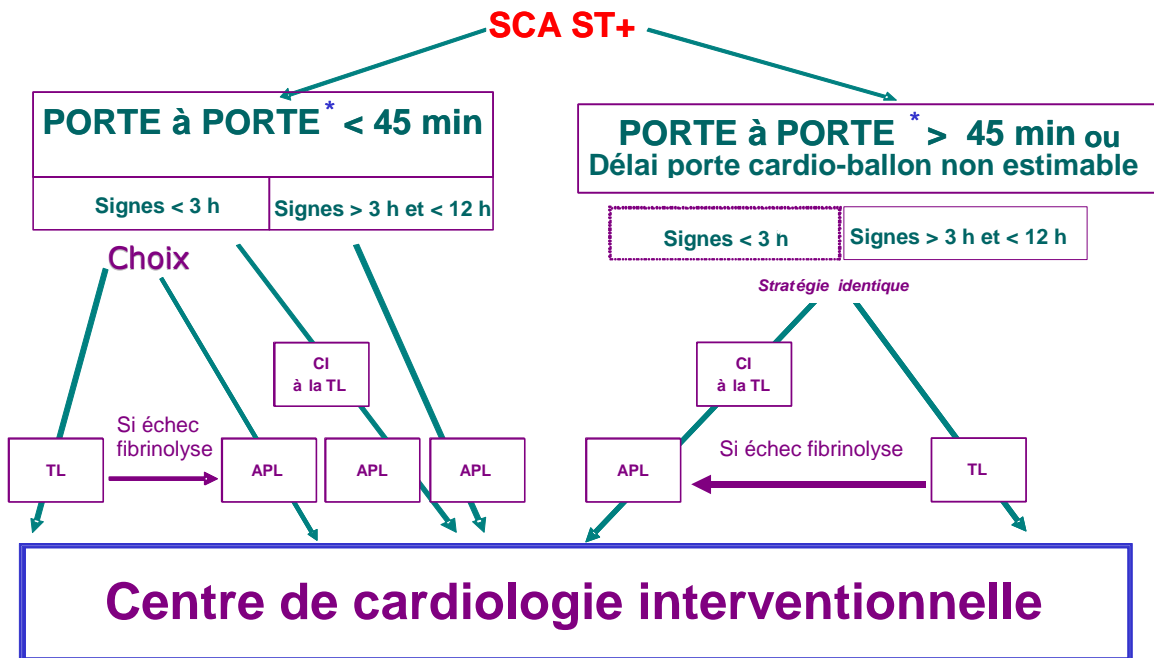 SCA ST+
PORTE à PORTE * < 45 min
PORTE à PORTE * > 45 min ou
Délai porte cardio-ballon non estimable
Signes < 3 h
Signes > 3 h et < 12 h
Signes < 3 h
Signes > 3 h et < 12 h
Choix
Stratégie identique
CI
à la TL
CI
à la TL
Si échec
fibrinolyse
Si échec fibrinolyse
TL
APL
APL
APL
APL
TL
Centre de cardiologie interventionnelle